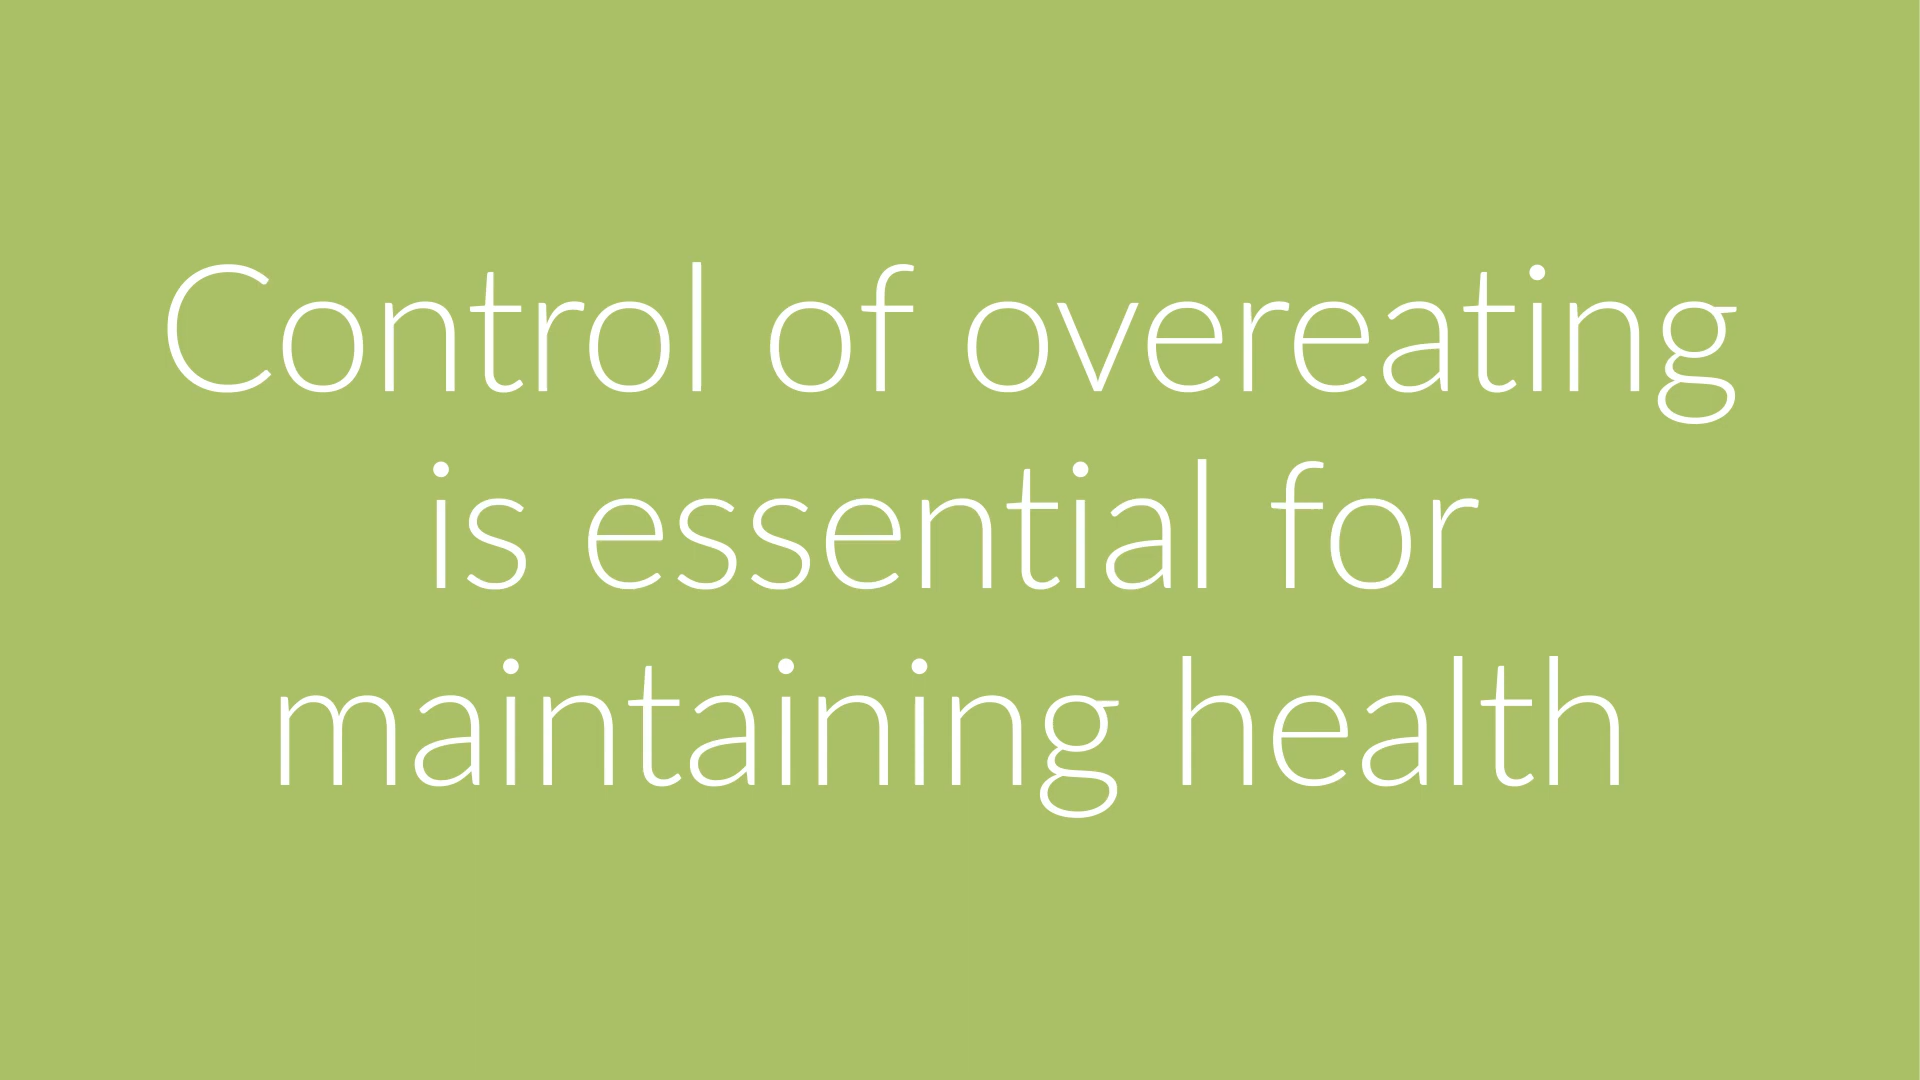 Control of overeating
is essential for
maintaining health